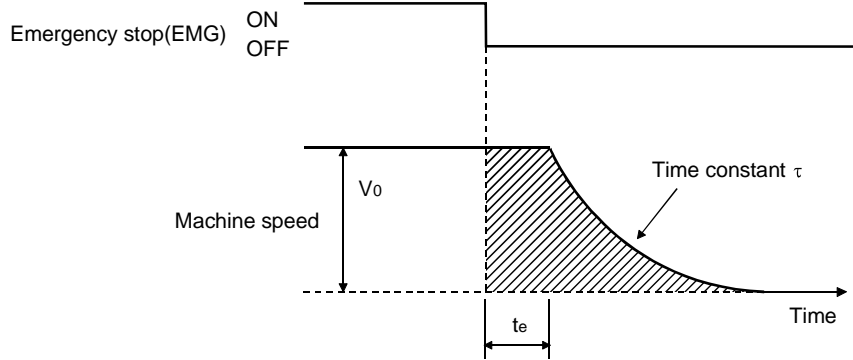 ON
Emergency stop(EMG)
OFF
V0
Time constant τ
Machine speed
Time
te